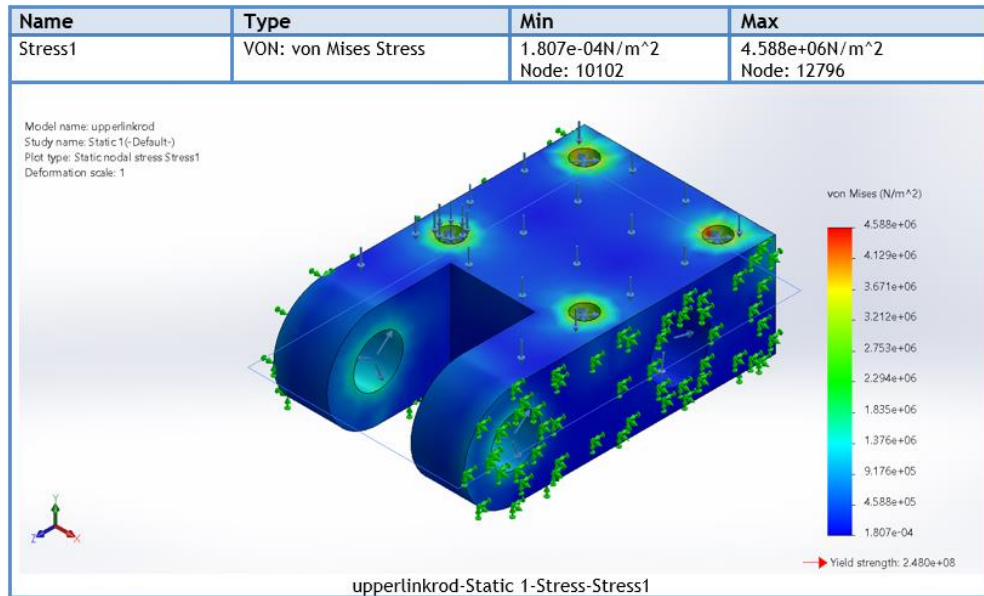 Name Type Min Max
Stress1 VON: von Mises Stress 1.807e-04N/m^2 4.588e+06N/m^2
Node: 10102 Node: 12796
Model name: upperlinkrod
Study name: Static 1(-Default-)
Plot type: Static nodal stress Stress1
Deformation scale: 1
von Mises (N/m^2)
4.588e+06
4.129e+06
3.671e+06
3.212e+06
2.753e+06
2.294e+06
1.835e+06
1.376e+06
9.176e+05
4.588e+05
1.807e-04
Yield strength: 2.480e+08
Y
Z
X
upperlinkrod-Static 1-Stress-Stress1